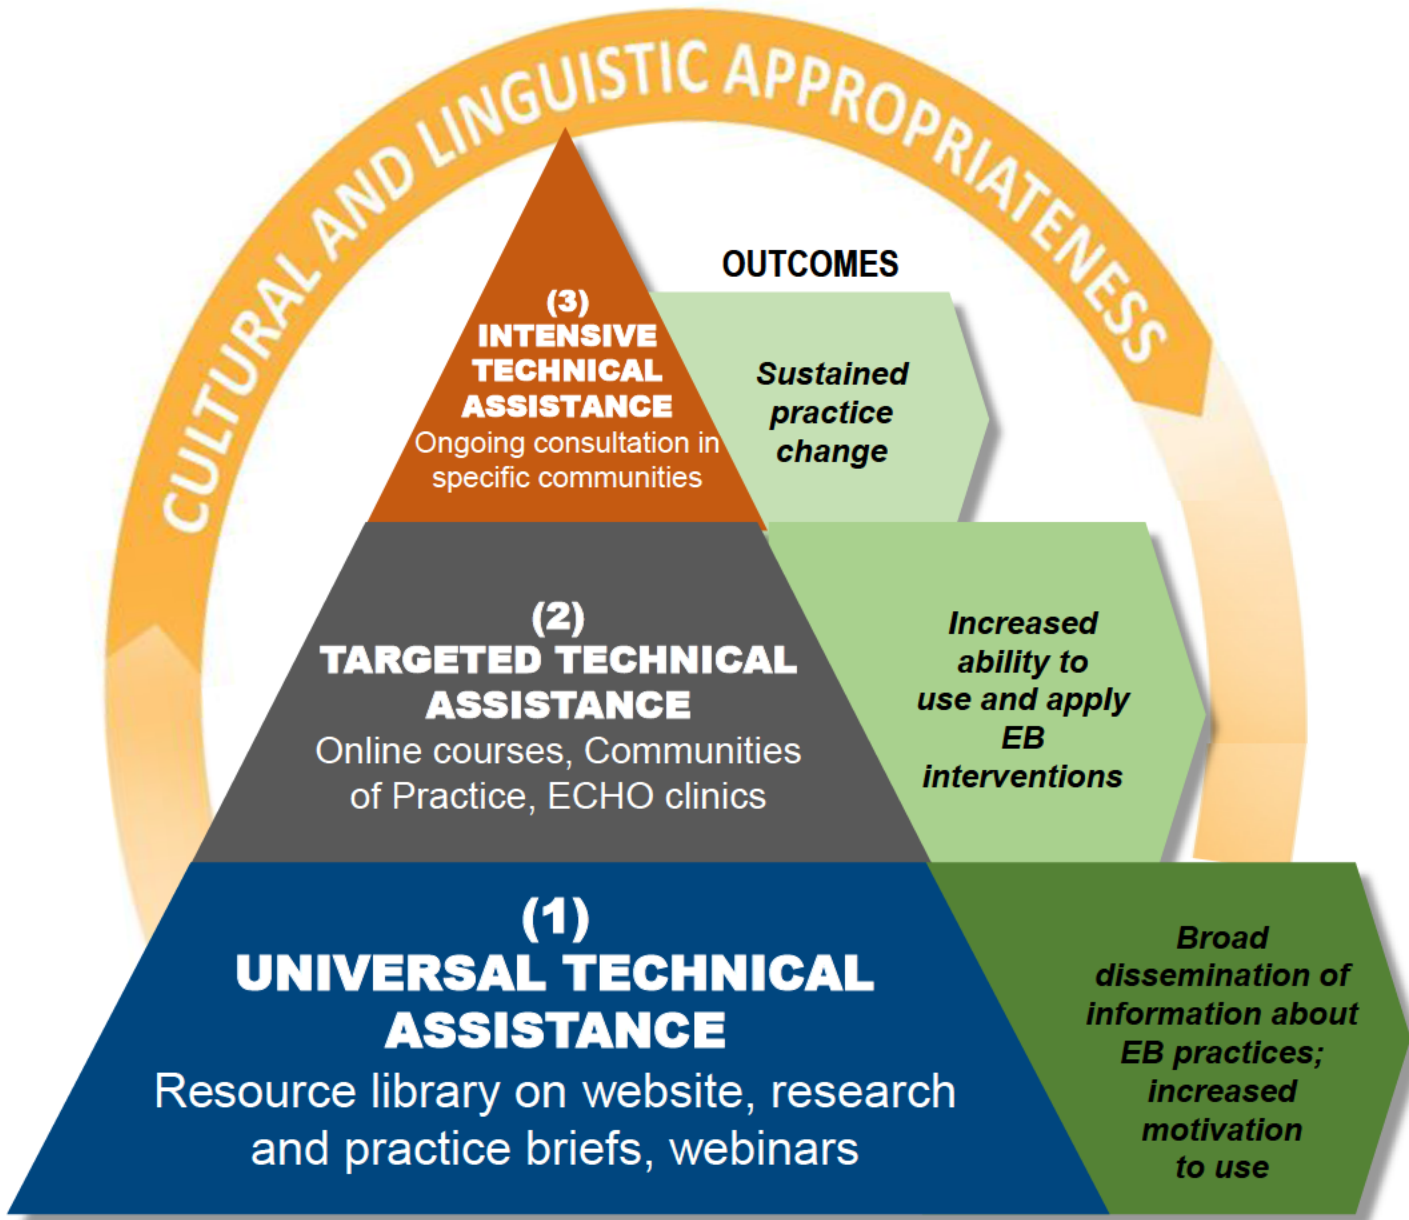 CULTURAL AND LINGUISTIC APPROPRIATENESS
OUTCOMES
(3)
INTENSIVE
TECHNICAL
ASSISTANCE
Ongoing consultation in
specific communities
Sustained
practice
change
(2)
TARGETED TECHNICAL
ASSISTANCE
Online courses, Communities
of Practice, ECHO clinics
Increased
ability to
use and apply
EB
interventions
(1)
UNIVERSAL TECHNICAL
ASSISTANCE
Resource library on website, research
and practice briefs, webinars
Broad
dissemination of
information about
EB practices;
increased
motivation
to use